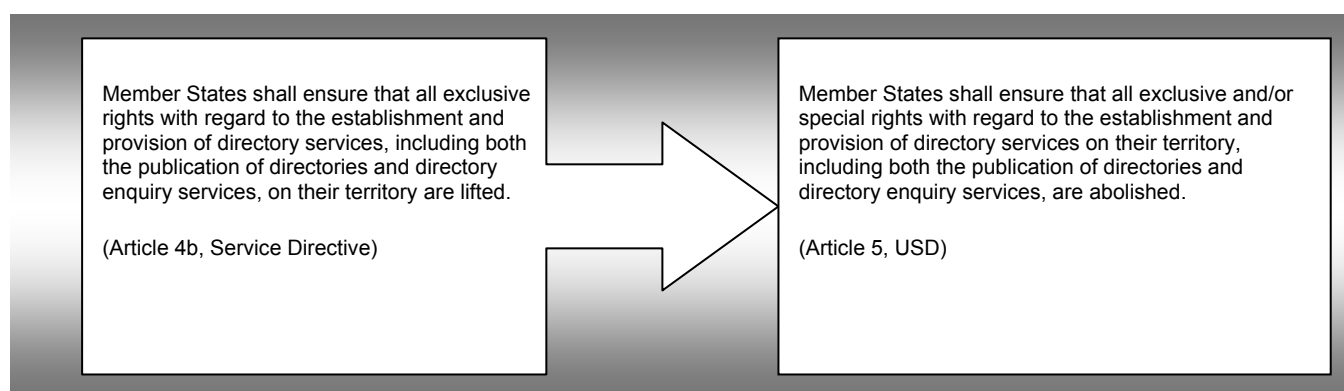 Member States shall ensure that all exclusive
rights with regard to the establishment and
provision of directory services, including both
the publication of directories and directory
enquiry services, on their territory are lifted.
(Article 4b, Service Directive)
Member States shall ensure that all exclusive and/or
special rights with regard to the establishment and
provision of directory services on their territory,
including both the publication of directories and
directory enquiry services, are abolished.
(Article 5, USD)